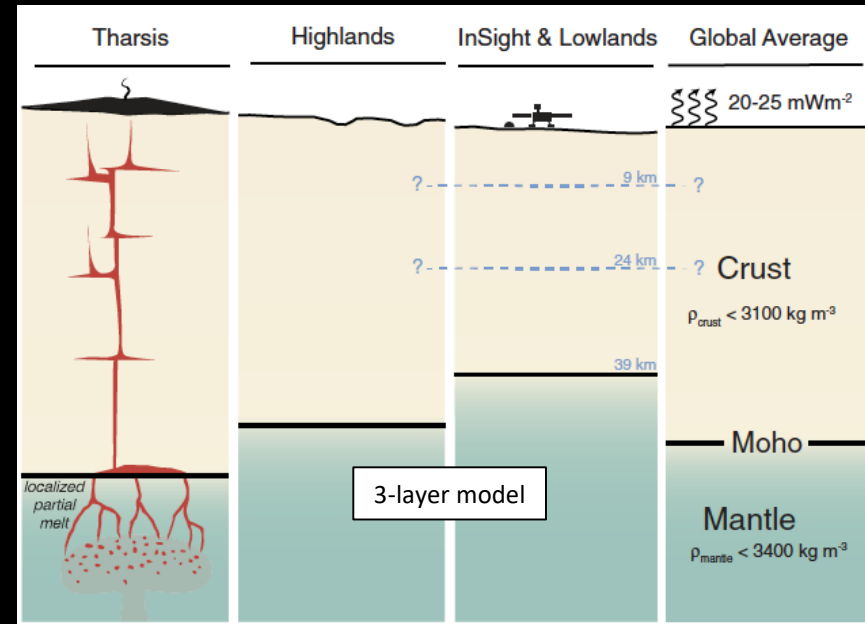 Tharsis
Highlands
InSight & Lowlands
Global Average
20-25 mWm⁻²
? 9 km ?
? 24 km ?
Crust
ρcrust < 3100 kg m⁻³
39 km
Moho
localized
partial
melt
3-layer model
Mantle
ρmantle < 3400 kg m⁻³